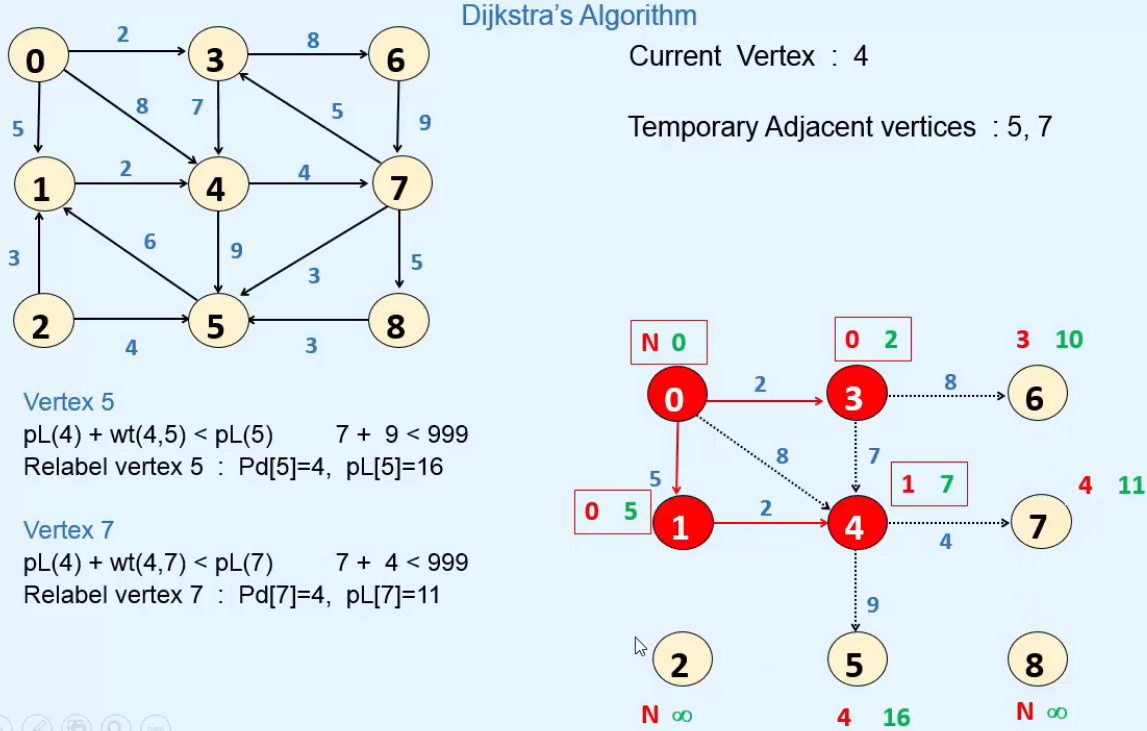 Dijkstra's Algorithm
Current Vertex : 4
Temporary Adjacent vertices : 5, 7
0 2 3 8 6
5 8 7 5 9
1 2 4 4 7
3 6 9 3 5
2 4 5 3 8
Vertex 5
pL(4) + wt(4,5) < pL(5) 7 + 9 < 999
Relabel vertex 5 : Pd[5]=4, pL[5]=16
Vertex 7
pL(4) + wt(4,7) < pL(7) 7 + 4 < 999
Relabel vertex 7 : Pd[7]=4, pL[7]=11
N 0 0 2 3 10
0 2 3 8 6
5 8 7 1 7 4 11
0 5 1 2 4 4 7
9
2 5 8
N ∞ 4 16 N ∞